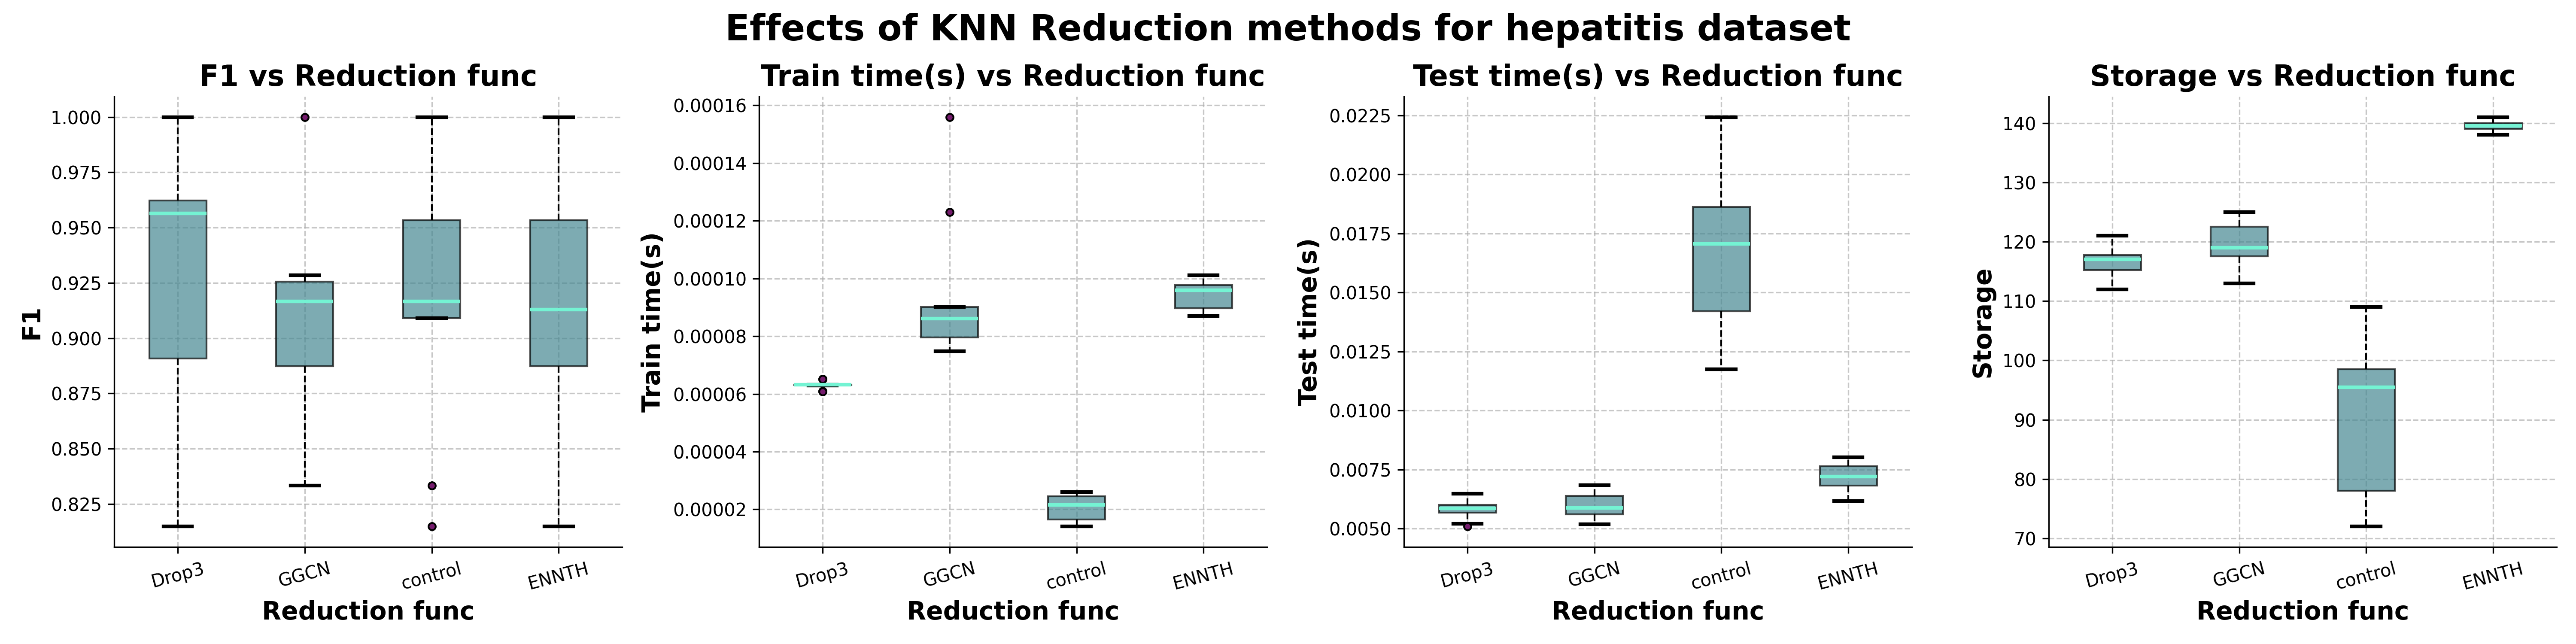 Effects of KNN Reduction methods for hepatitis dataset
F1 vs Reduction func
1.000
0.975
0.950
0.925
0.900
0.875
0.850
0.825
F1
Drop3
GGCN
control
ENNTH
Reduction func
Train time(s) vs Reduction func
0.00016
0.00014
0.00012
0.00010
0.00008
0.00006
0.00004
0.00002
Train time(s)
Drop3
GGCN
control
ENNTH
Reduction func
Test time(s) vs Reduction func
0.0225
0.0200
0.0175
0.0150
0.0125
0.0100
0.0075
0.0050
Test time(s)
Drop3
GGCN
control
ENNTH
Reduction func
Storage vs Reduction func
140
130
120
110
100
90
80
70
Storage
Drop3
GGCN
control
ENNTH
Reduction func